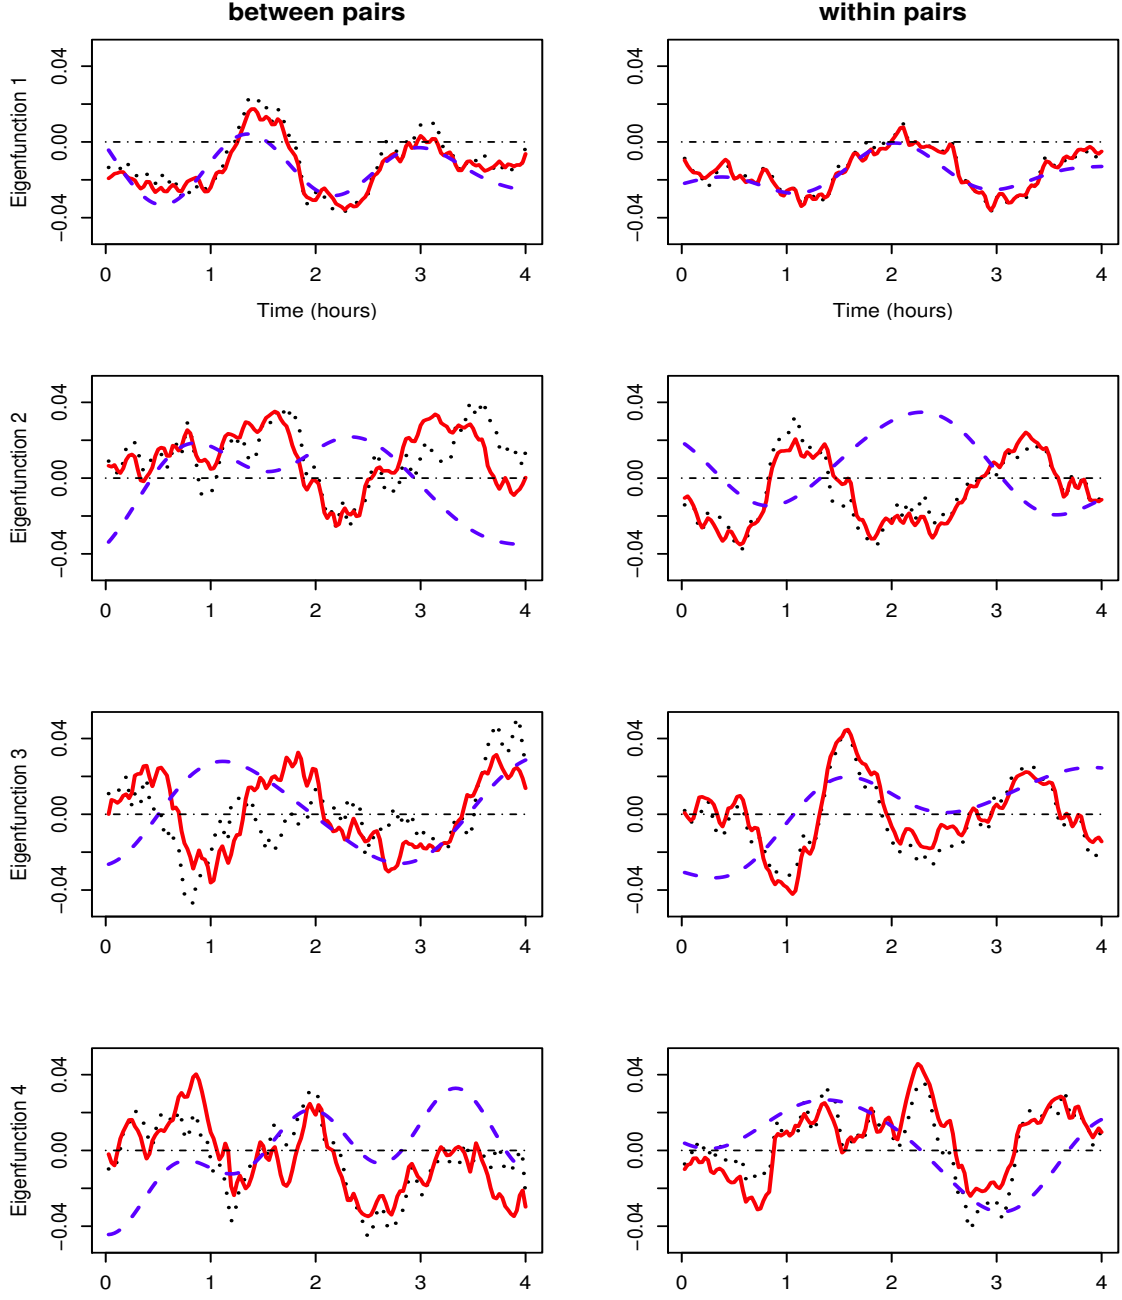 between pairs within pairs
Eigenfunction 1
0.04 0.04
0.00 0.00
−0.04 −0.04
0 1 2 3 4 0 1 2 3 4
Time (hours) Time (hours)
Eigenfunction 2
0.04 0.04
0.00 0.00
−0.04 −0.04
0 1 2 3 4 0 1 2 3 4
Eigenfunction 3
0.04 0.04
0.00 0.00
−0.04 −0.04
0 1 2 3 4 0 1 2 3 4
Eigenfunction 4
0.04 0.04
0.00 0.00
−0.04 −0.04
0 1 2 3 4 0 1 2 3 4